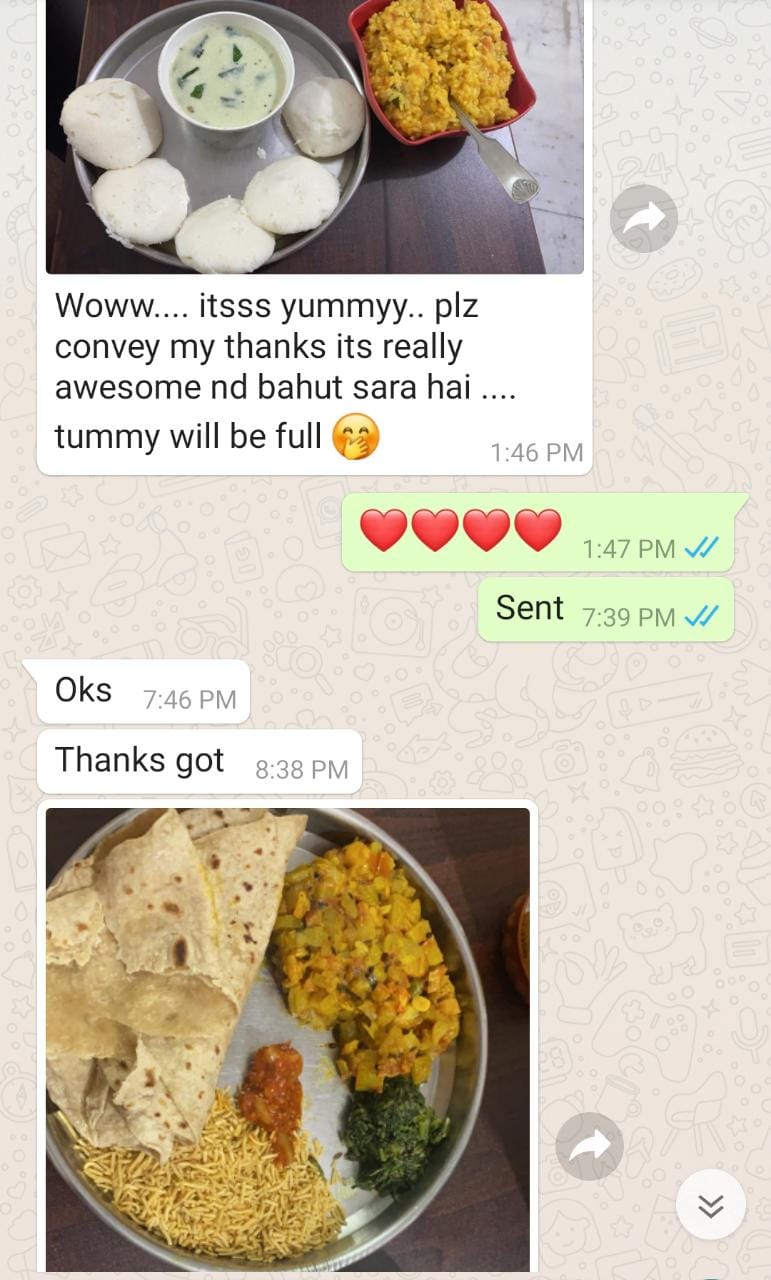 Woww.... itsss yummyy.. plz
convey my thanks its really
awesome nd bahut sara hai ....
tummy will be full 🤭
1:46 PM
❤️❤️❤️❤️ 1:47 PM
Sent 7:39 PM
Oks 7:46 PM
Thanks got 8:38 PM